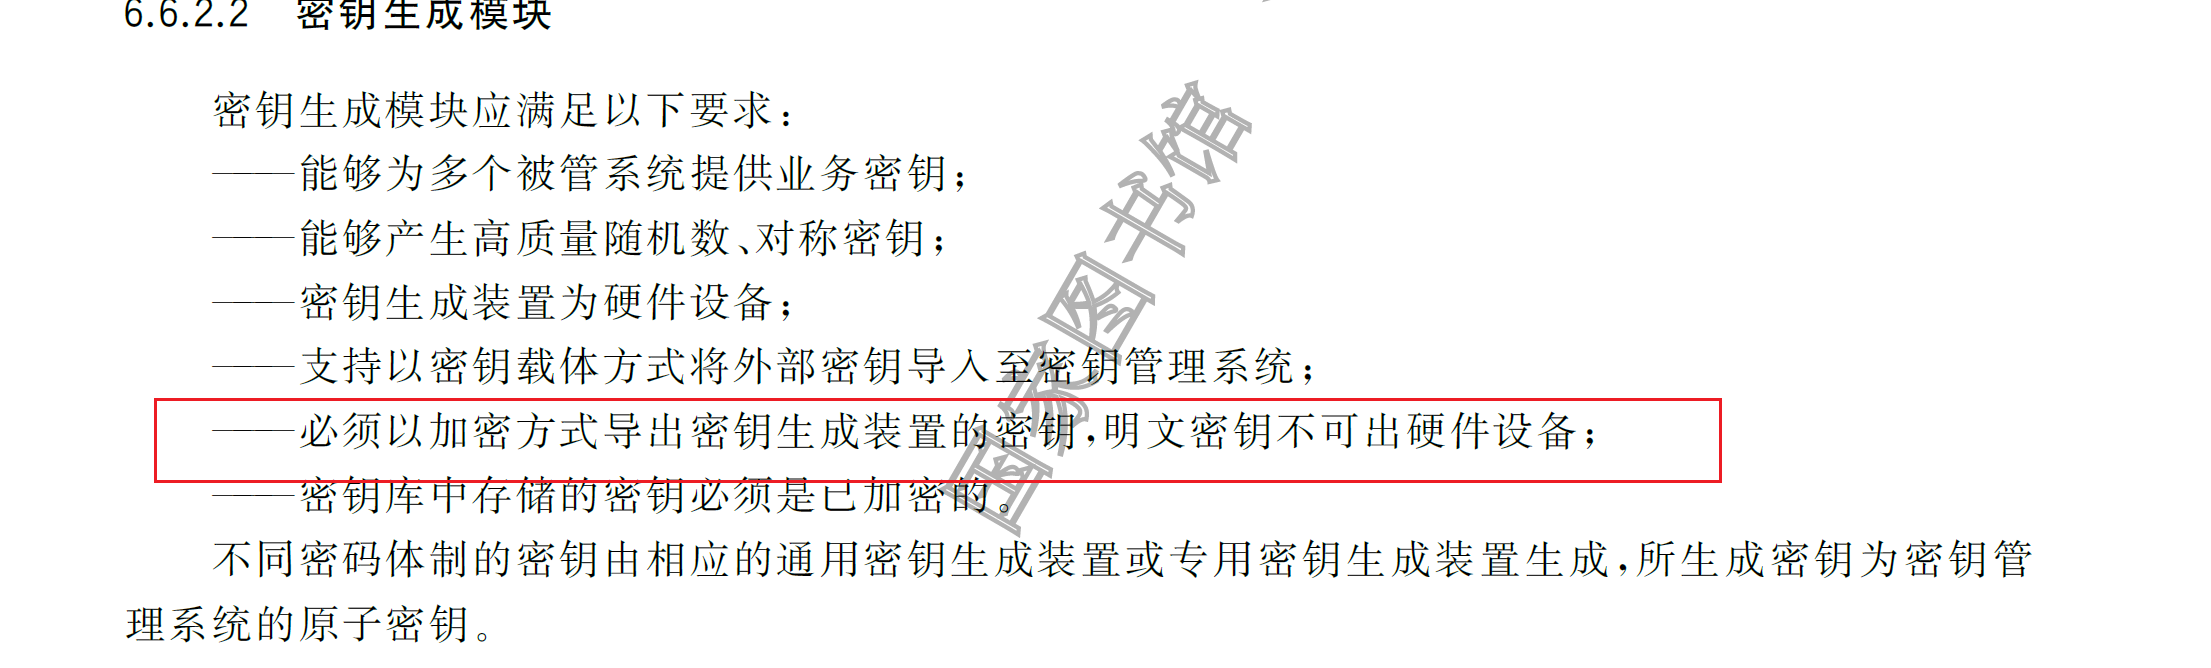 6.6.2.2 密钥生成模块
密钥生成模块应满足以下要求：
——能够为多个被管系统提供业务密钥；
——能够产生高质量随机数、对称密钥；
——密钥生成装置为硬件设备；
——支持以密钥载体方式将外部密钥导入至密钥管理系统；
——必须以加密方式导出密钥生成装置的密钥，明文密钥不可出硬件设备；
——密钥库中存储的密钥必须是已加密的。
不同密码体制的密钥由相应的通用密钥生成装置或专用密钥生成装置生成，所生成密钥为密钥管
理系统的原子密钥。
国家图书馆